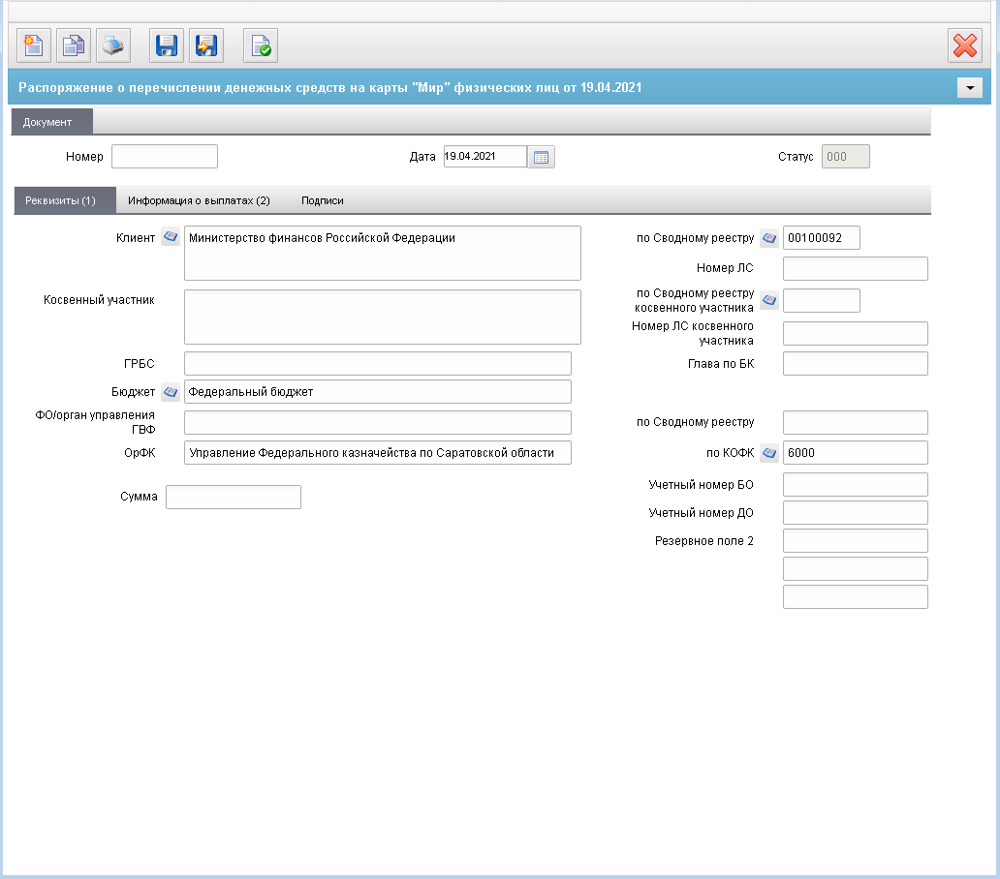 Распоряжение о перечислении денежных средств на карты "Мир" физических лиц от 19.04.2021
Документ
Номер
Дата 19.04.2021
Статус 000
Реквизиты (1) Информация о выплатах (2) Подписи
Клиент Министерство финансов Российской Федерации
по Сводному реестру 00100092
Номер ЛС
Косвенный участник
по Сводному реестру
косвенного участника
Номер ЛС косвенного
участника
ГРБС
Глава по БК
Бюджет Федеральный бюджет
ФО/орган управления
ГВФ
по Сводному реестру
ОрФК Управление Федерального казначейства по Саратовской области
по КОФК 6000
Учетный номер БО
Сумма
Учетный номер ДО
Резервное поле 2